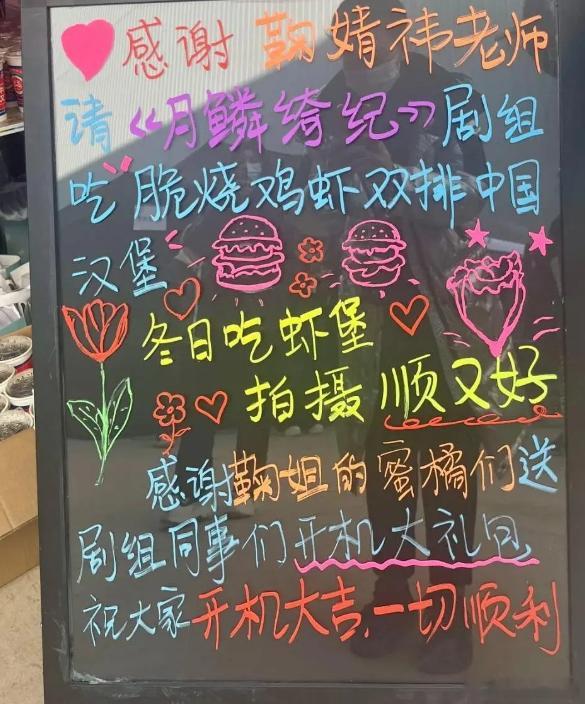 感谢 鞠婧祎老师
请《月鳞绮纪》剧组
吃 脆烧鸡虾双排中国
汉堡
冬日吃虾堡
拍摄 顺又好
感谢鞠姐的蜜橘们送
剧组同事们开机大礼包
祝大家开机大吉.一切顺利